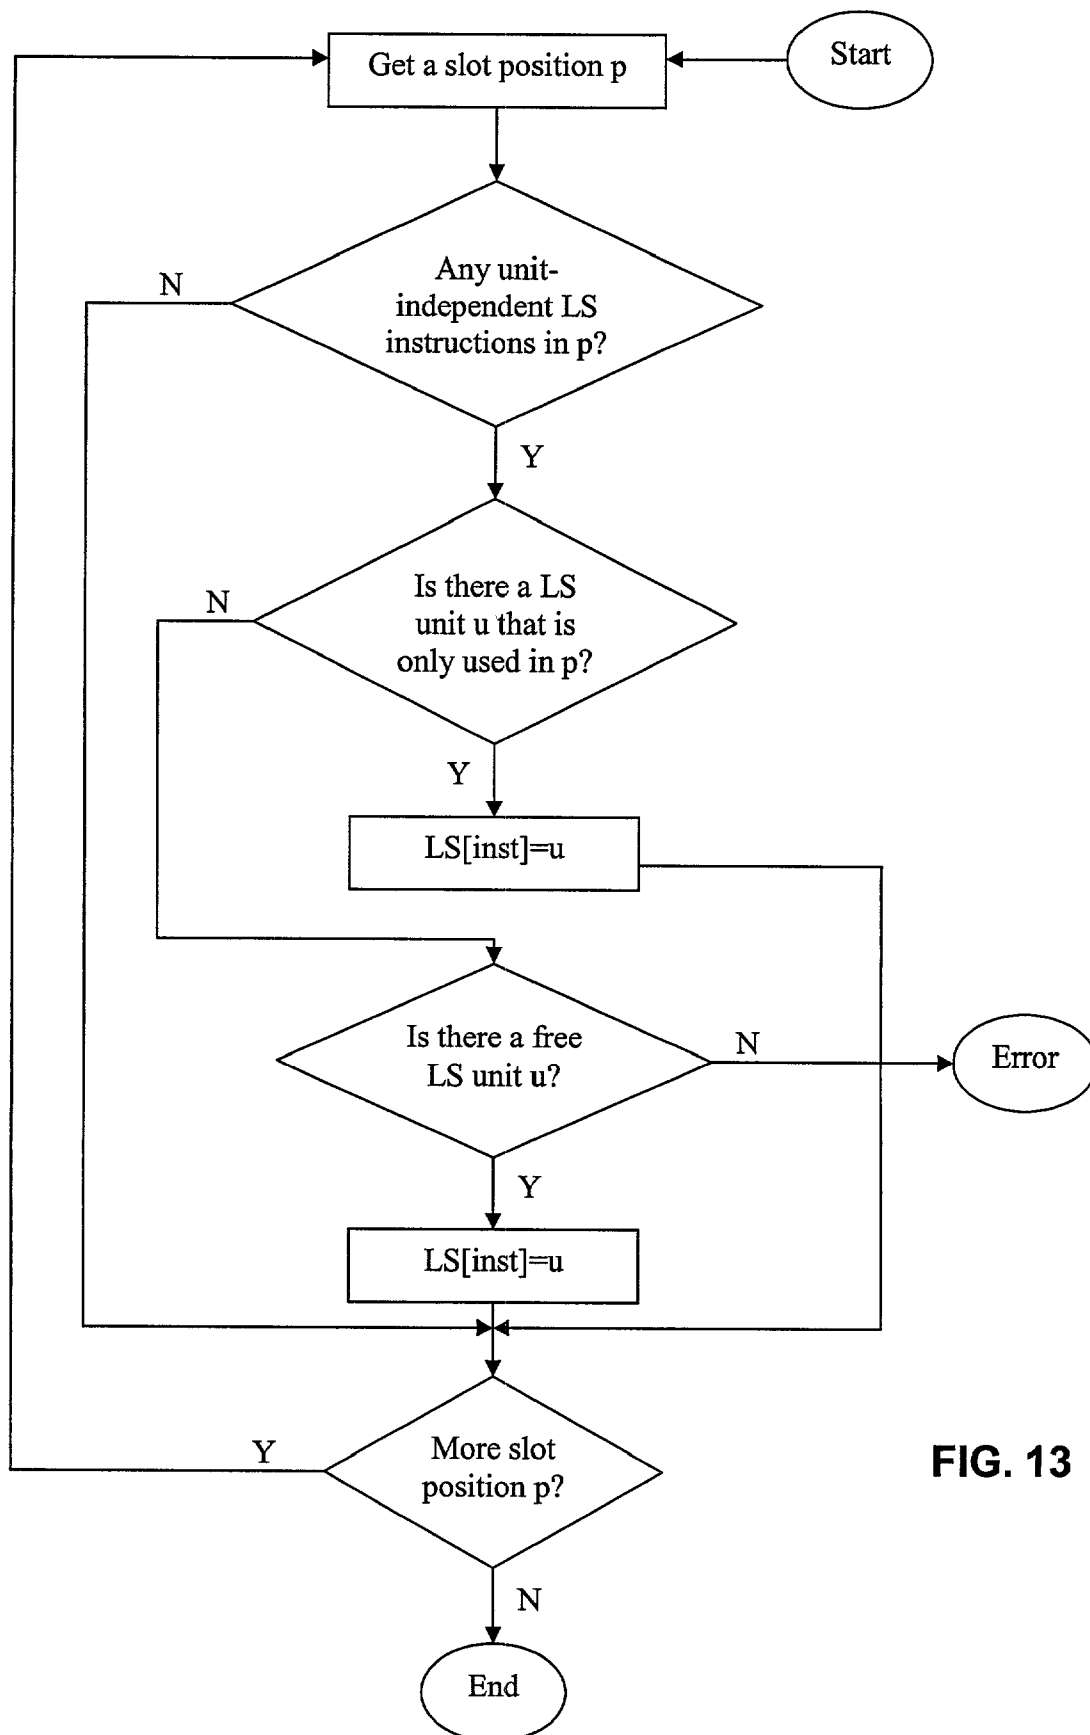 Start
Get a slot position p
Any unit-
independent LS
instructions in p?
N
Y
Is there a LS
unit u that is
only used in p?
N
Y
LS[inst]=u
Is there a free
LS unit u?
N
Error
Y
LS[inst]=u
More slot
position p?
Y
N
End
FIG. 13